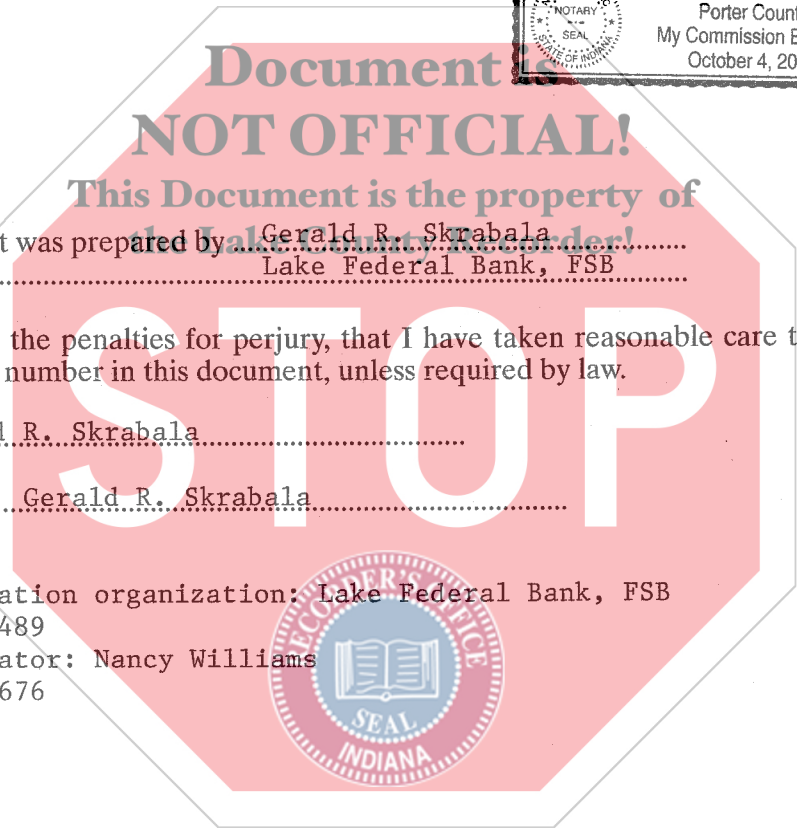 NOTARY
SEAL
STATE OF INDIANA
Porter Count
My Commission E
October 4, 20
Document is
NOT OFFICIAL!
This Document is the property of
the Lake County Recorder!
t was prepared by Gerald R. Skrabala
Lake Federal Bank, FSB
the penalties for perjury, that I have taken reasonable care t
number in this document, unless required by law.
d R. Skrabala
Gerald R. Skrabala
STOP
ation organization: Lake Federal Bank, FSB
489
ator: Nancy Williams
676
RECORDER'S OFFICE
SEAL
INDIANA